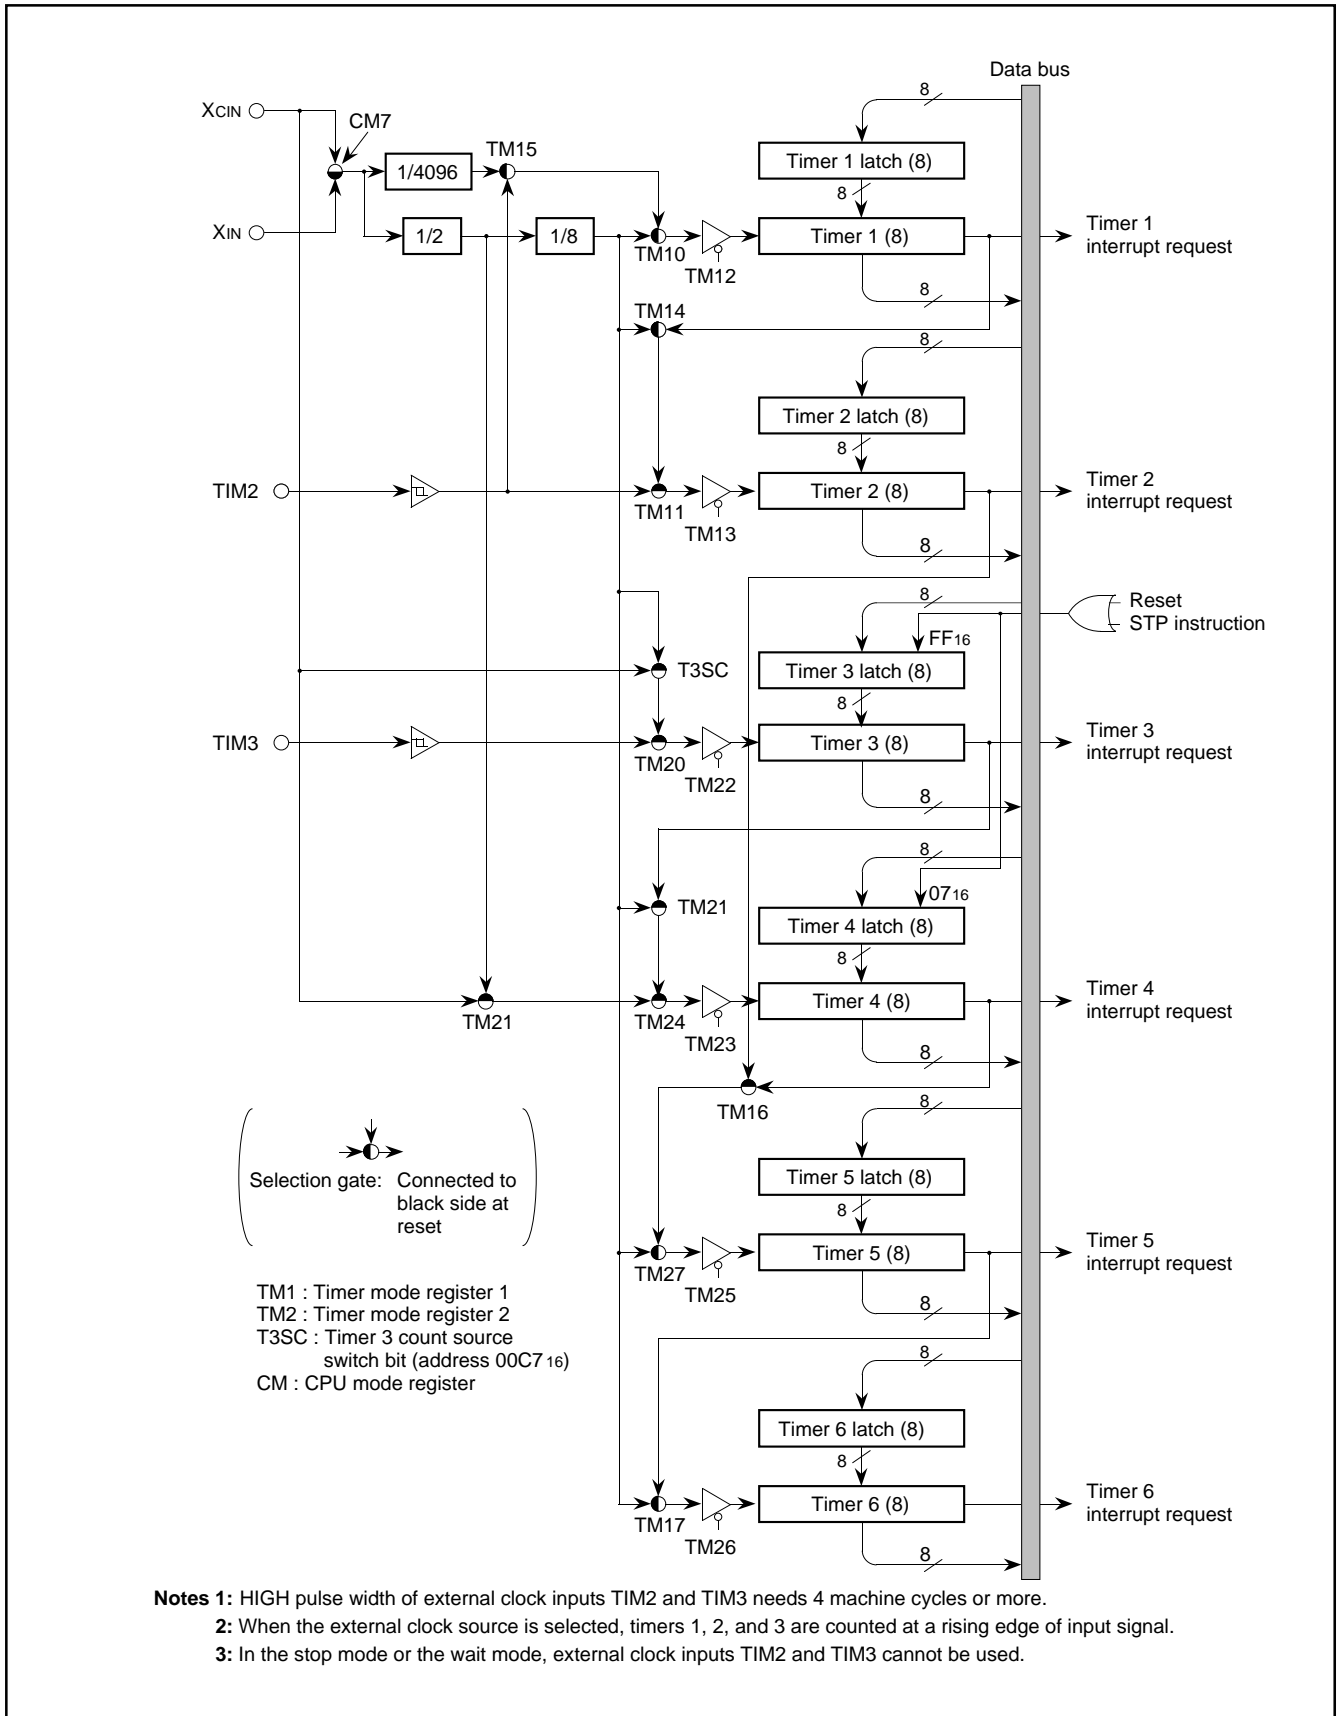 Data bus
8
XCIN
CM7
TM15
Timer 1 latch (8)
1/4096
8
XIN
1/2
1/8
Timer 1 (8)
Timer 1
interrupt request
TM10
TM12
8
TM14
8
Timer 2 latch (8)
8
TIM2
Timer 2 (8)
Timer 2
interrupt request
TM11
TM13
8
8
Reset
STP instruction
FF16
T3SC
Timer 3 latch (8)
8
TIM3
Timer 3 (8)
Timer 3
interrupt request
TM20
TM22
8
8
0716
TM21
Timer 4 latch (8)
8
Timer 4 (8)
Timer 4
interrupt request
TM21
TM24
TM23
8
TM16
8
Selection gate: Connected to
black side at
reset
Timer 5 latch (8)
8
Timer 5 (8)
Timer 5
interrupt request
TM27
TM25
8
TM1 : Timer mode register 1
TM2 : Timer mode register 2
T3SC : Timer 3 count source
switch bit (address 00C716)
CM : CPU mode register
8
Timer 6 latch (8)
8
Timer 6 (8)
Timer 6
interrupt request
TM17
TM26
8
Notes 1: HIGH pulse width of external clock inputs TIM2 and TIM3 needs 4 machine cycles or more.
2: When the external clock source is selected, timers 1, 2, and 3 are counted at a rising edge of input signal.
3: In the stop mode or the wait mode, external clock inputs TIM2 and TIM3 cannot be used.